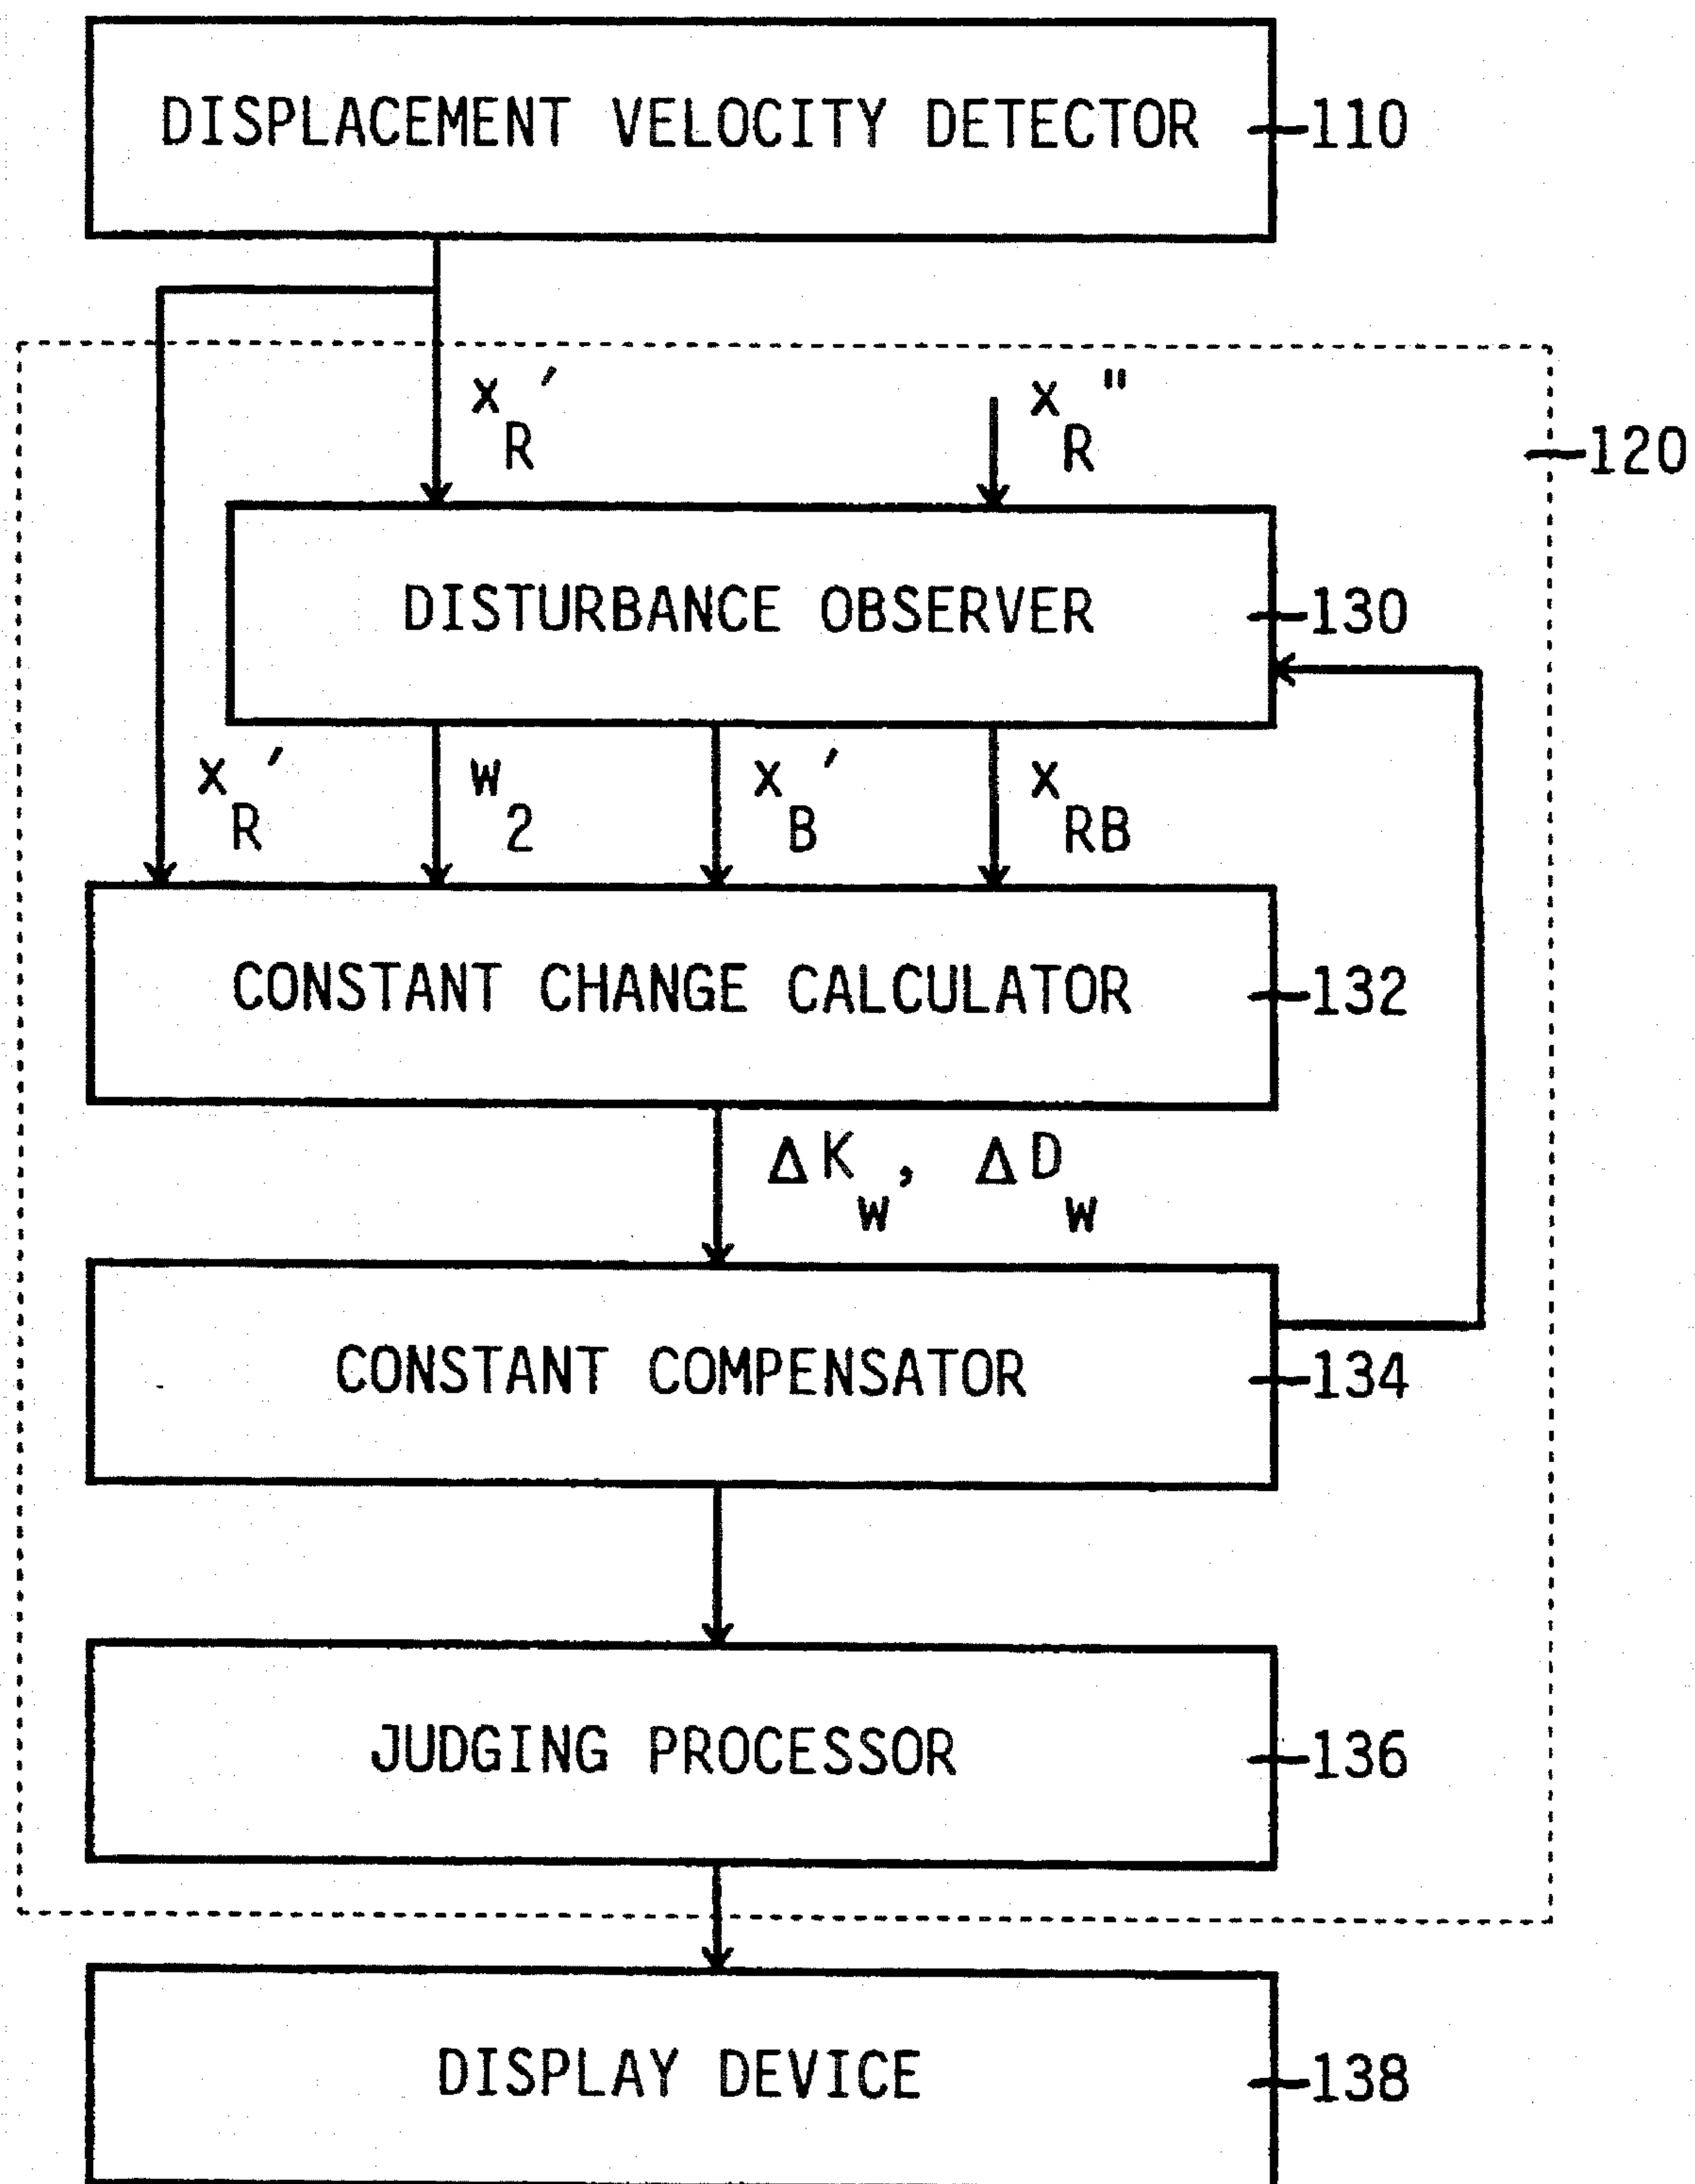 DISPLACEMENT VELOCITY DETECTOR 110
x_R' x_R"
120
DISTURBANCE OBSERVER 130
x_R' w_2 x_B' x_RB
CONSTANT CHANGE CALCULATOR 132
ΔK_w, ΔD_w
CONSTANT COMPENSATOR 134
JUDGING PROCESSOR 136
DISPLAY DEVICE 138